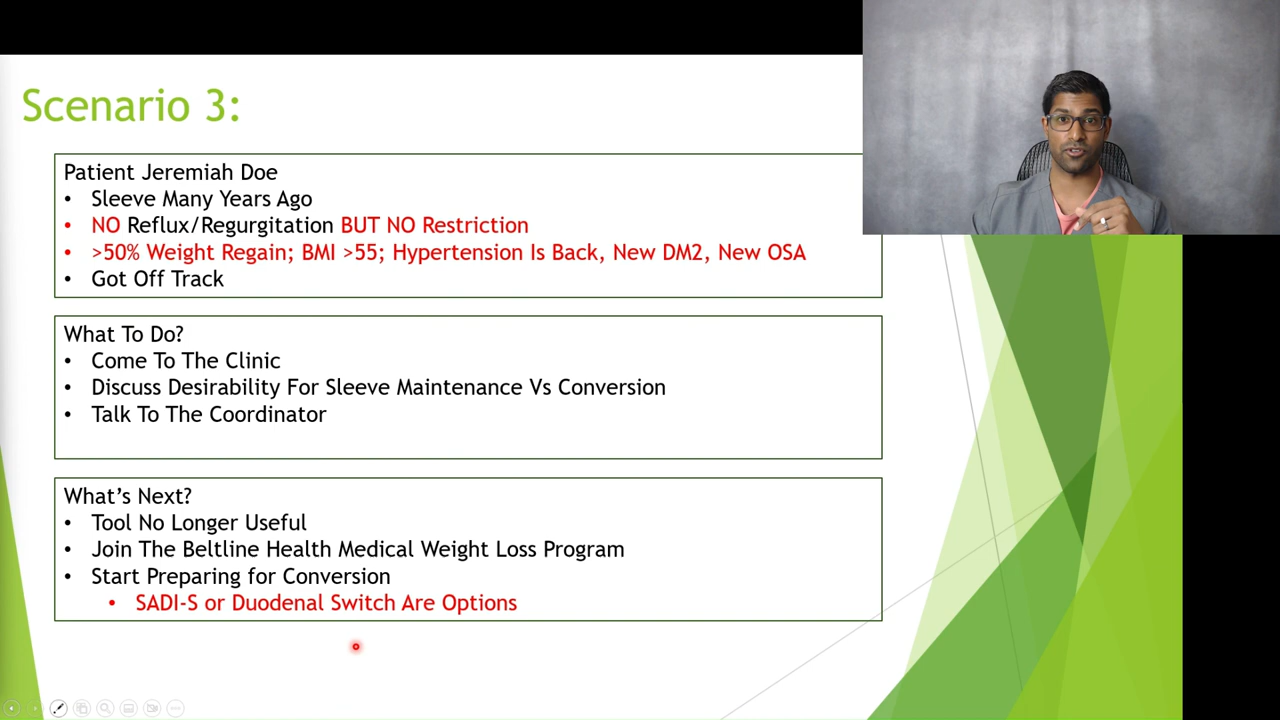 Scenario 3:
Patient Jeremiah Doe
• Sleeve Many Years Ago
• NO Reflux/Regurgitation BUT NO Restriction
• >50% Weight Regain; BMI >55; Hypertension Is Back, New DM2, New OSA
• Got Off Track
What To Do?
• Come To The Clinic
• Discuss Desirability For Sleeve Maintenance Vs Conversion
• Talk To The Coordinator
What’s Next?
• Tool No Longer Useful
• Join The Beltline Health Medical Weight Loss Program
• Start Preparing for Conversion
• SADI-S or Duodenal Switch Are Options